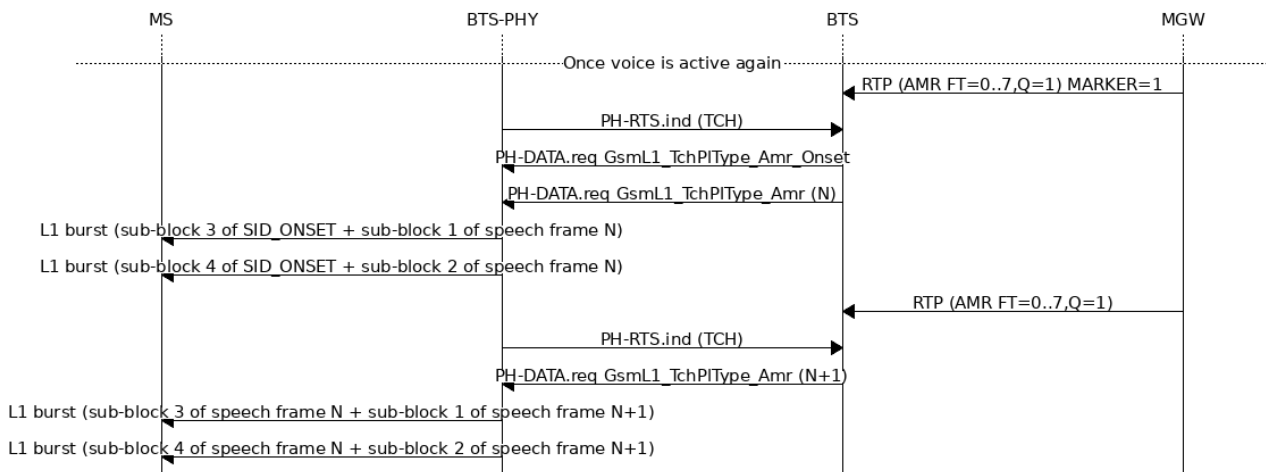 MS BTS-PHY BTS MGW
Once voice is active again
RTP (AMR FT=0..7,Q=1) MARKER=1
PH-RTS.ind (TCH)
PH-DATA.req GsmL1_TchPlType_Amr_Onset
PH-DATA.req GsmL1_TchPlType_Amr (N)
L1 burst (sub-block 3 of SID_ONSET + sub-block 1 of speech frame N)
L1 burst (sub-block 4 of SID_ONSET + sub-block 2 of speech frame N)
RTP (AMR FT=0..7,Q=1)
PH-RTS.ind (TCH)
PH-DATA.req GsmL1_TchPlType_Amr (N+1)
L1 burst (sub-block 3 of speech frame N + sub-block 1 of speech frame N+1)
L1 burst (sub-block 4 of speech frame N + sub-block 2 of speech frame N+1)